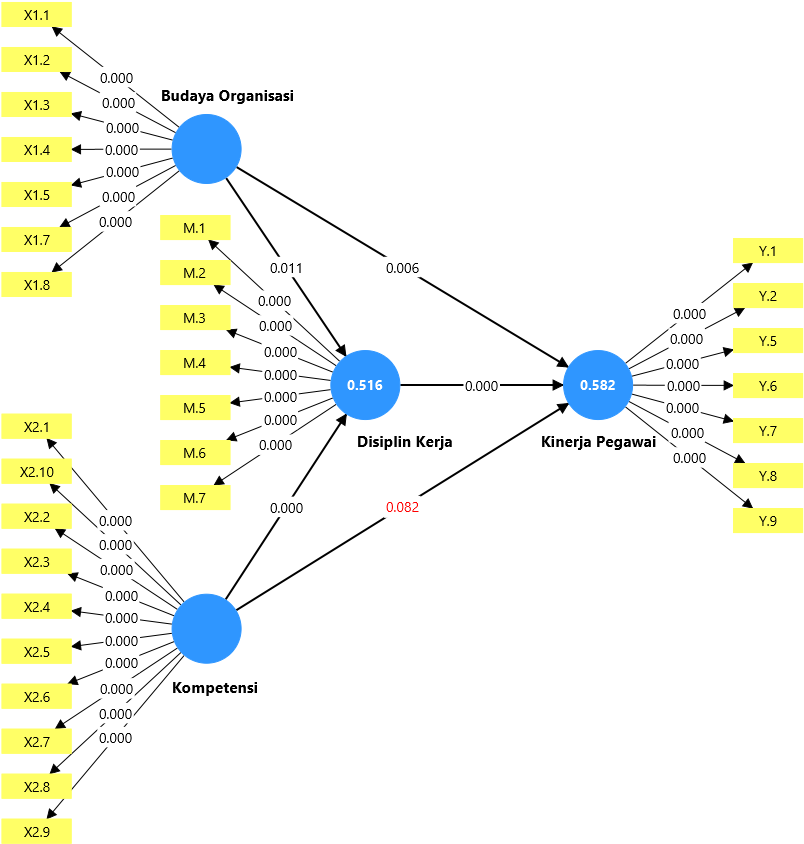 X1.1
X1.2
X1.3
X1.4
X1.5
X1.7
X1.8
0.000
0.000
0.000
0.000
0.000
0.000
0.000
Budaya Organisasi
0.011
0.006
M.1
M.2
M.3
M.4
M.5
M.6
M.7
0.000
0.000
0.000
0.000
0.000
0.000
0.000
0.516
Disiplin Kerja
0.000
0.582
Kinerja Pegawai
0.000
0.000
0.000
0.000
0.000
0.000
0.000
Y.1
Y.2
Y.5
Y.6
Y.7
Y.8
Y.9
X2.1
X2.10
X2.2
X2.3
X2.4
X2.5
X2.6
X2.7
X2.8
X2.9
0.000
0.000
0.000
0.000
0.000
0.000
0.000
0.000
0.000
0.000
0.000
0.082
Kompetensi